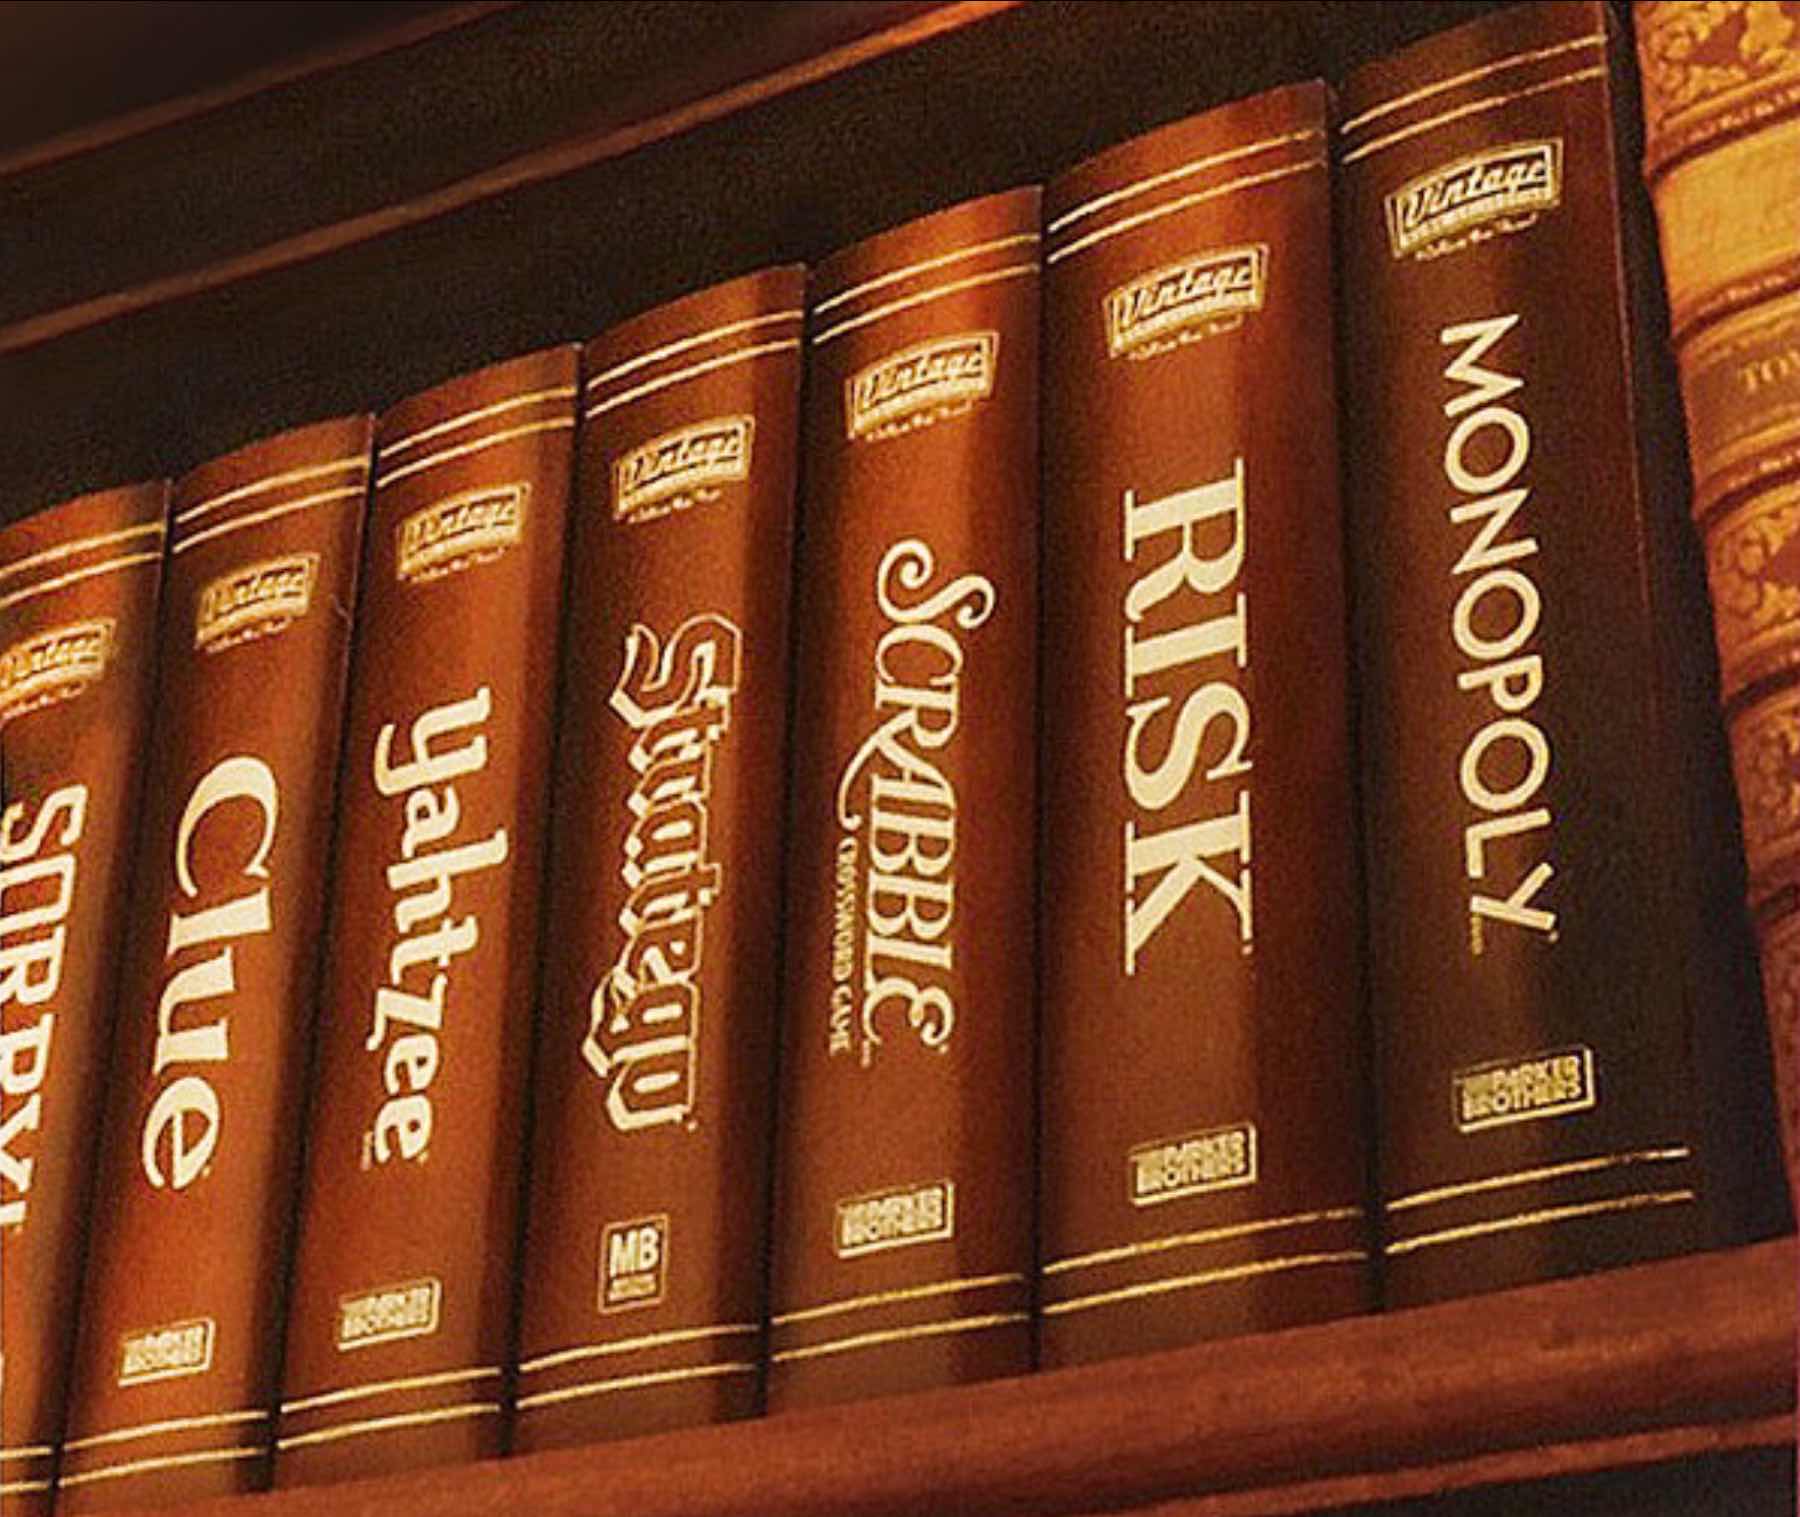 Vintage
SORRY!
Vintage
Clue
PARKER
BROTHERS
Vintage
Yahtzee
PARKER
BROTHERS
Vintage
Stratego
MB
Vintage
SCRABBLE
CROSSWORD GAME
PARKER
BROTHERS
Vintage
RISK
PARKER
BROTHERS
Vintage
MONOPOLY
PARKER
BROTHERS